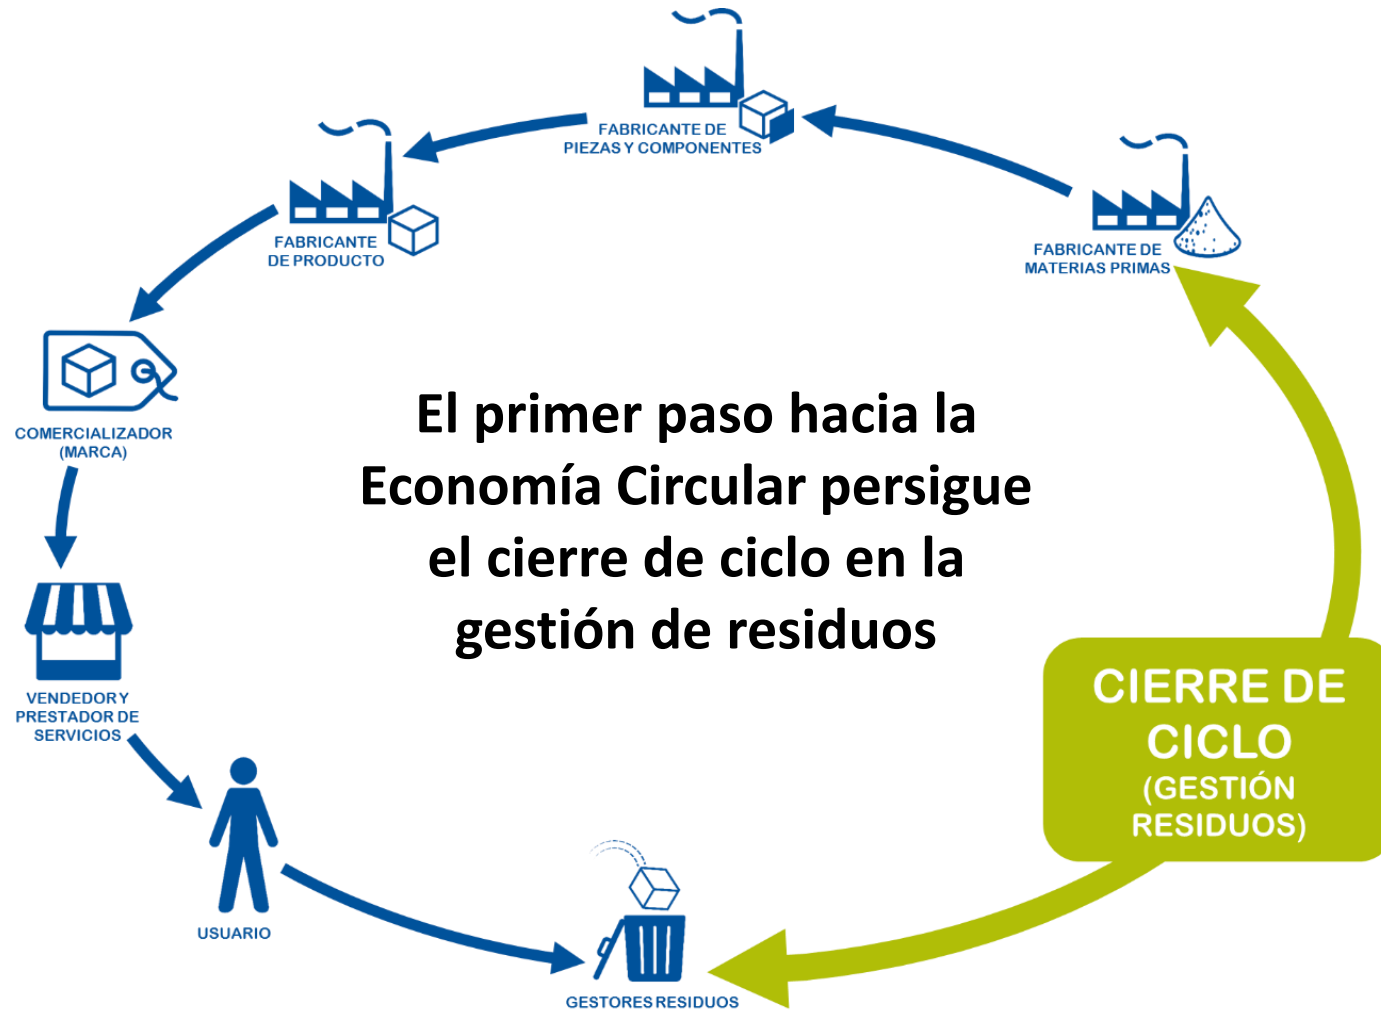 FABRICANTE DE
PIEZAS Y COMPONENTES
FABRICANTE
DE PRODUCTO
FABRICANTE DE
MATERIAS PRIMAS
COMERCIALIZADOR
(MARCA)
El primer paso hacia la
Economía Circular persigue
el cierre de ciclo en la
gestión de residuos
VENDEDOR Y
PRESTADOR DE
SERVICIOS
CIERRE DE
CICLO
(GESTIÓN
RESIDUOS)
USUARIO
GESTORES RESIDUOS